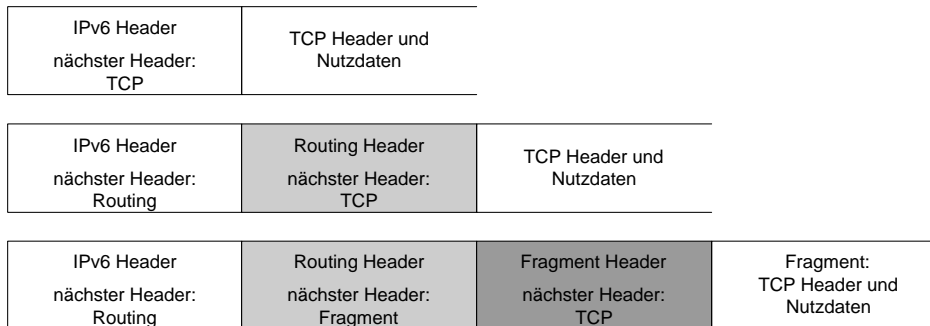 IPv6 Header
nächster Header:
TCP
TCP Header und
Nutzdaten
IPv6 Header
nächster Header:
Routing
Routing Header
nächster Header:
TCP
TCP Header und
Nutzdaten
IPv6 Header
nächster Header:
Routing
Routing Header
nächster Header:
Fragment
Fragment Header
nächster Header:
TCP
Fragment:
TCP Header und
Nutzdaten